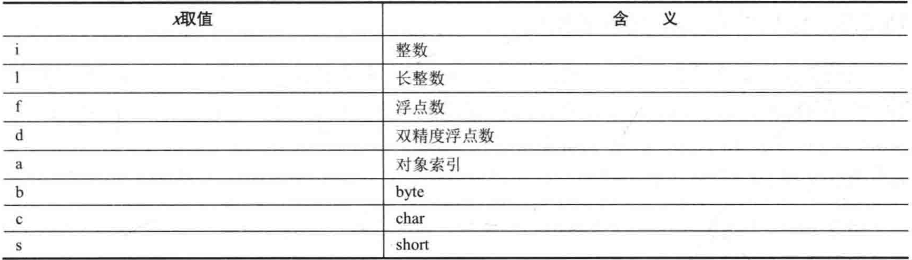 x取值 含 义
i 整数
l 长整数
f 浮点数
d 双精度浮点数
a 对象索引
b byte
c char
s short